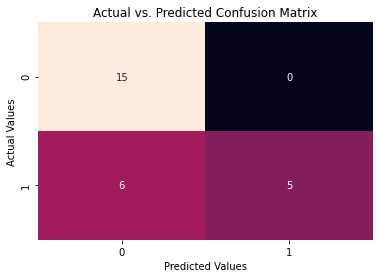 Actual vs. Predicted Confusion Matrix
Actual Values
0
15
0
1
6
5
0
1
Predicted Values